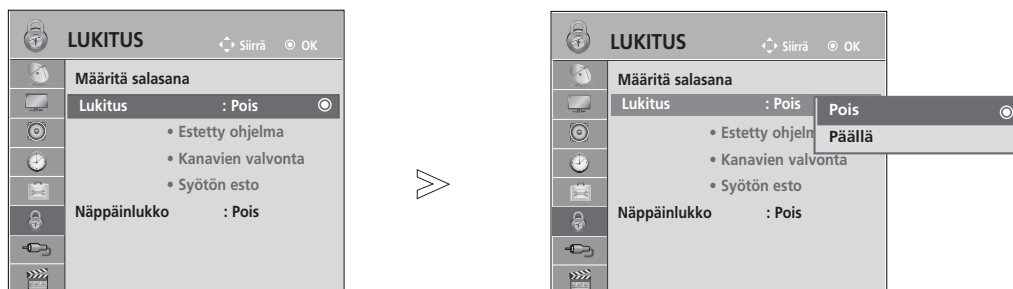 LUKITUS
Siirrä OK
Määritä salasana
Lukitus : Pois
• Estetty ohjelma
• Kanavien valvonta
• Syötön esto
Näppäinlukko : Pois
LUKITUS
Siirrä OK
Määritä salasana
Lukitus : Pois
Pois
Päällä
• Estetty ohjelm
• Kanavien valvonta
• Syötön esto
Näppäinlukko : Pois